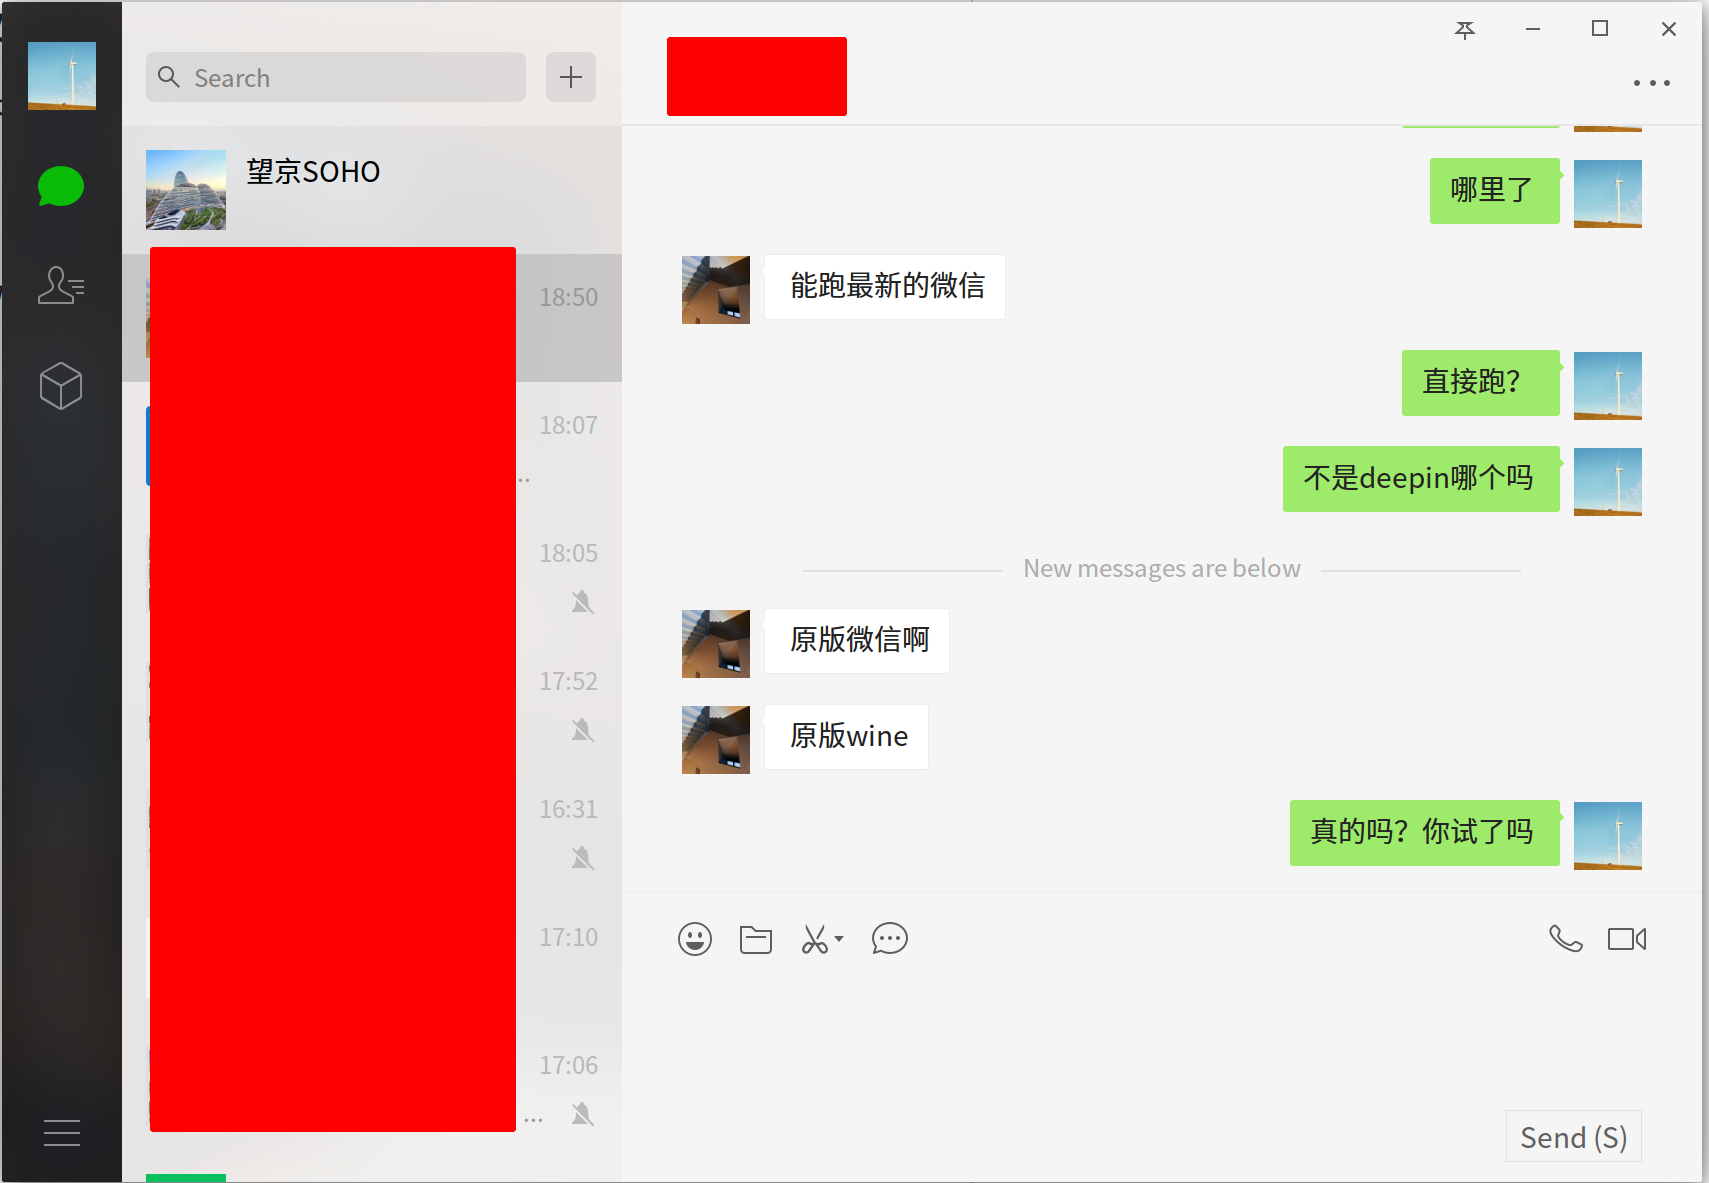 Search
望京SOHO
18:50
18:07
..
18:05
17:52
16:31
17:10
17:06
...
哪里了
能跑最新的微信
直接跑？
不是deepin哪个吗
New messages are below
原版微信啊
原版wine
真的吗？你试了吗
Send (S)